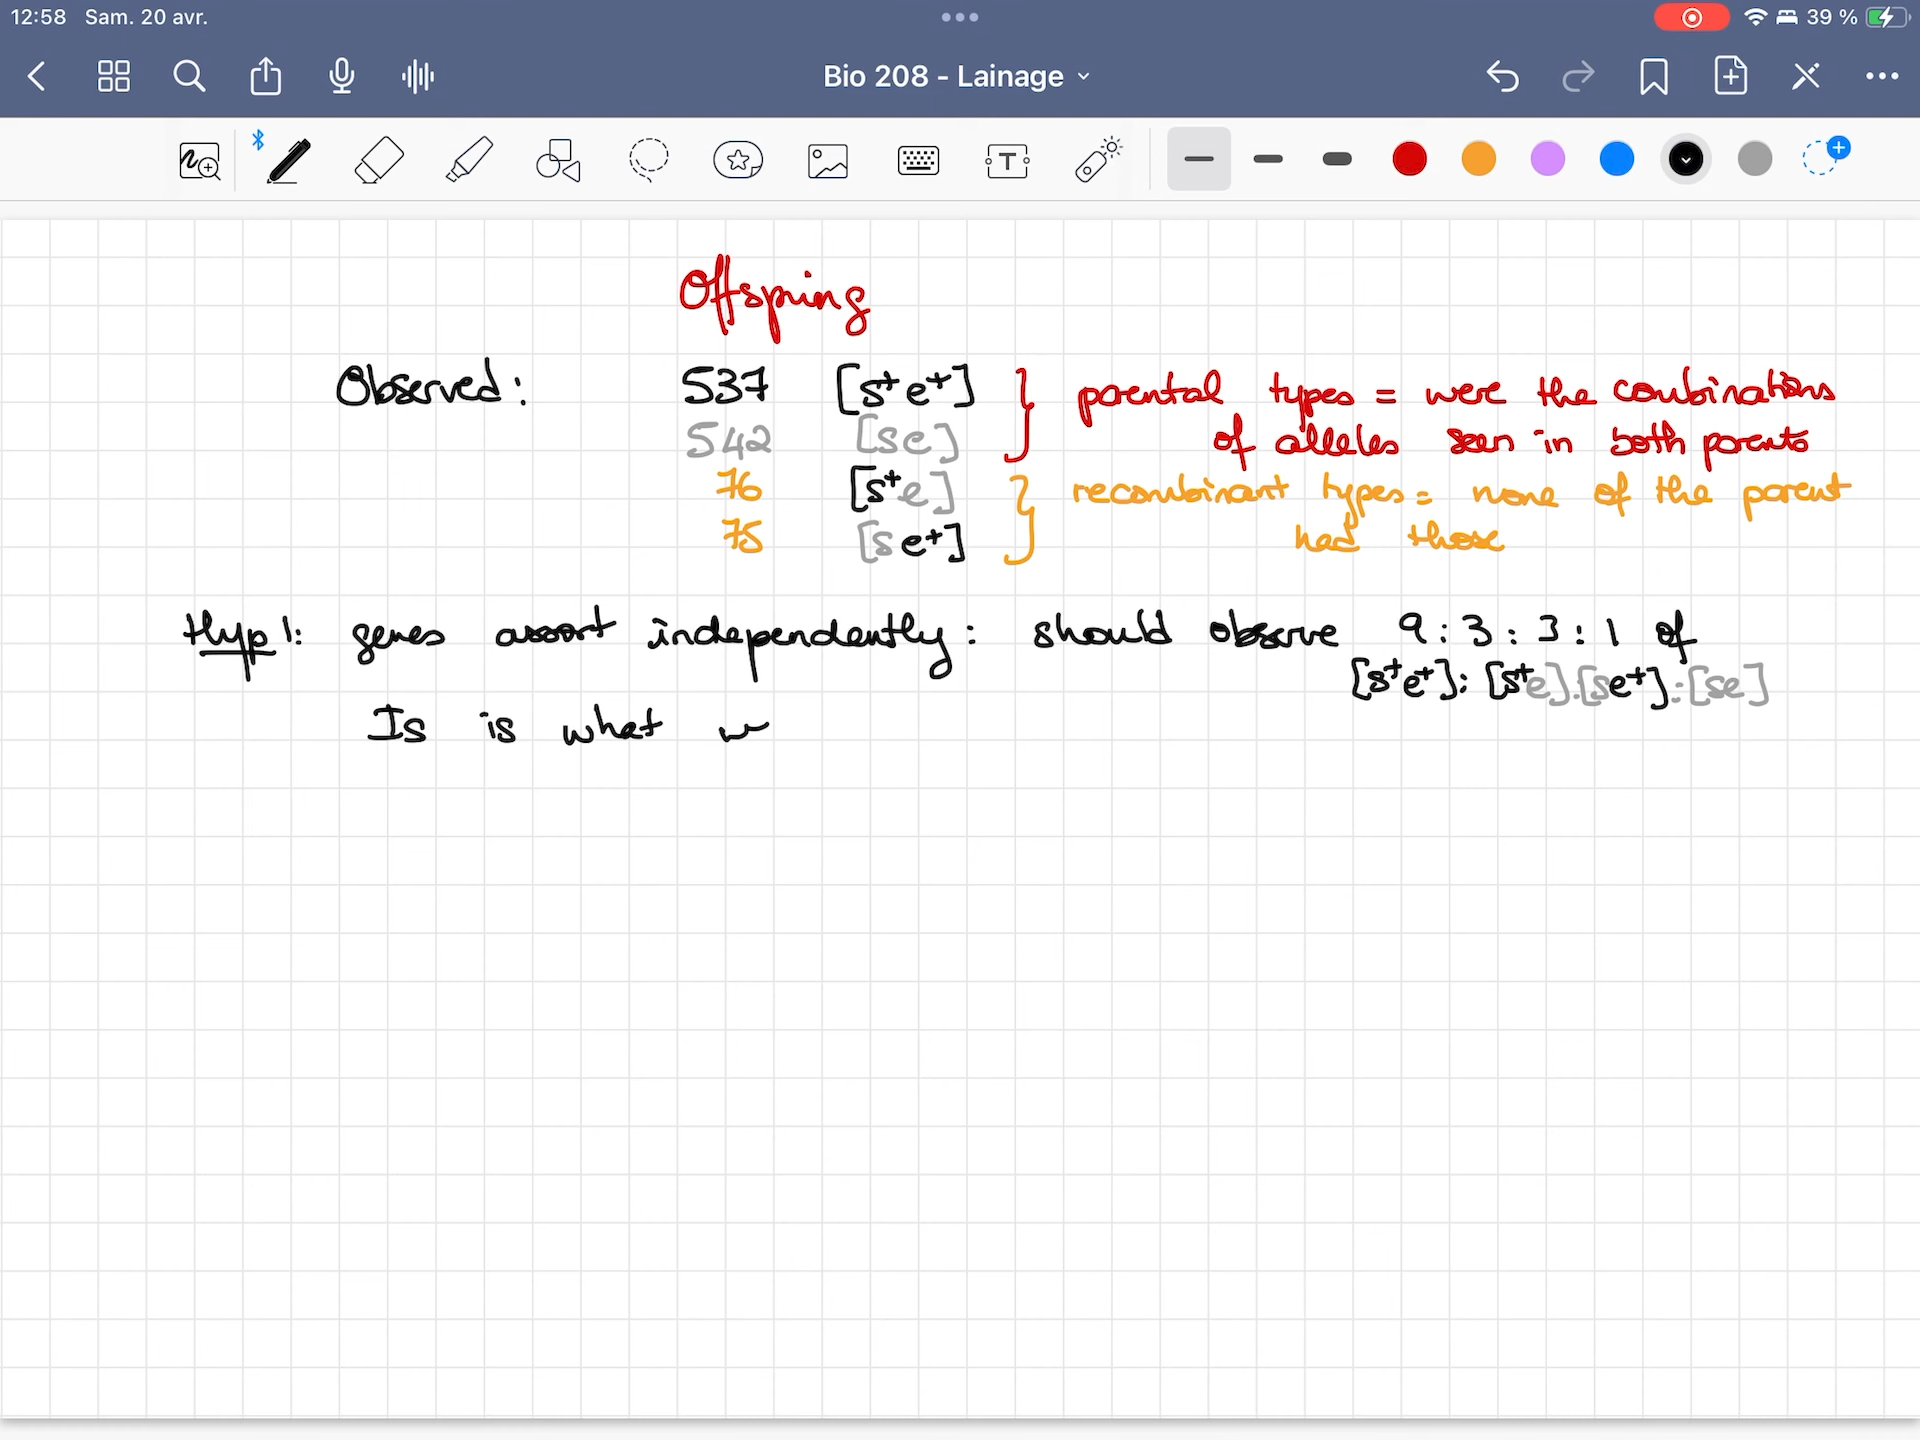 12:58 Sam. 20 avr.
39 %
Bio 208 - Lainage
T
Offspring
Observed: 537 [s+ e+] } parental types = were the combinations
542 [se] of alleles seen in both parents
76 [s+e] } recombinant types = none of the parent
75 [s e+] had those
Hyp 1: genes assort independently: should observe 9:3:3:1 of
[s+e+]: [s+e]:[se+]:[se]
Is is what w